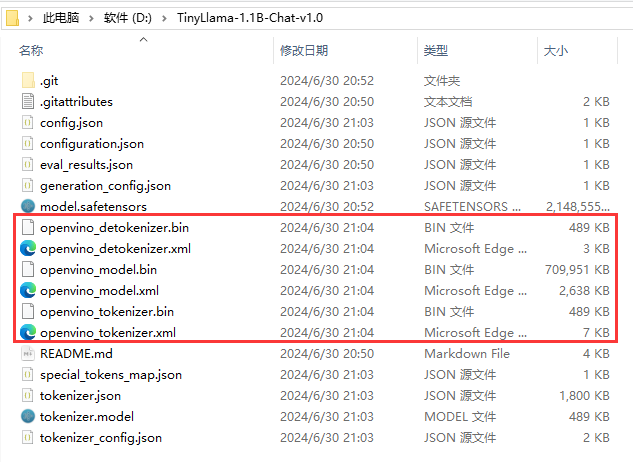 此电脑 › 软件 (D:) › TinyLlama-1.1B-Chat-v1.0
名称 修改日期 类型 大小
.git 2024/6/30 20:52 文件夹
.gitattributes 2024/6/30 20:50 文本文档 2 KB
config.json 2024/6/30 21:03 JSON 源文件 1 KB
configuration.json 2024/6/30 20:50 JSON 源文件 1 KB
eval_results.json 2024/6/30 20:50 JSON 源文件 1 KB
generation_config.json 2024/6/30 21:03 JSON 源文件 1 KB
model.safetensors 2024/6/30 20:52 SAFETENSORS ... 2,148,555...
openvino_detokenizer.bin 2024/6/30 21:04 BIN 文件 489 KB
openvino_detokenizer.xml 2024/6/30 21:04 Microsoft Edge ... 3 KB
openvino_model.bin 2024/6/30 21:04 BIN 文件 709,951 KB
openvino_model.xml 2024/6/30 21:04 Microsoft Edge ... 2,638 KB
openvino_tokenizer.bin 2024/6/30 21:04 BIN 文件 489 KB
openvino_tokenizer.xml 2024/6/30 21:04 Microsoft Edge ... 7 KB
README.md 2024/6/30 20:50 Markdown File 4 KB
special_tokens_map.json 2024/6/30 21:03 JSON 源文件 1 KB
tokenizer.json 2024/6/30 21:03 JSON 源文件 1,800 KB
tokenizer.model 2024/6/30 21:03 MODEL 文件 489 KB
tokenizer_config.json 2024/6/30 21:03 JSON 源文件 2 KB